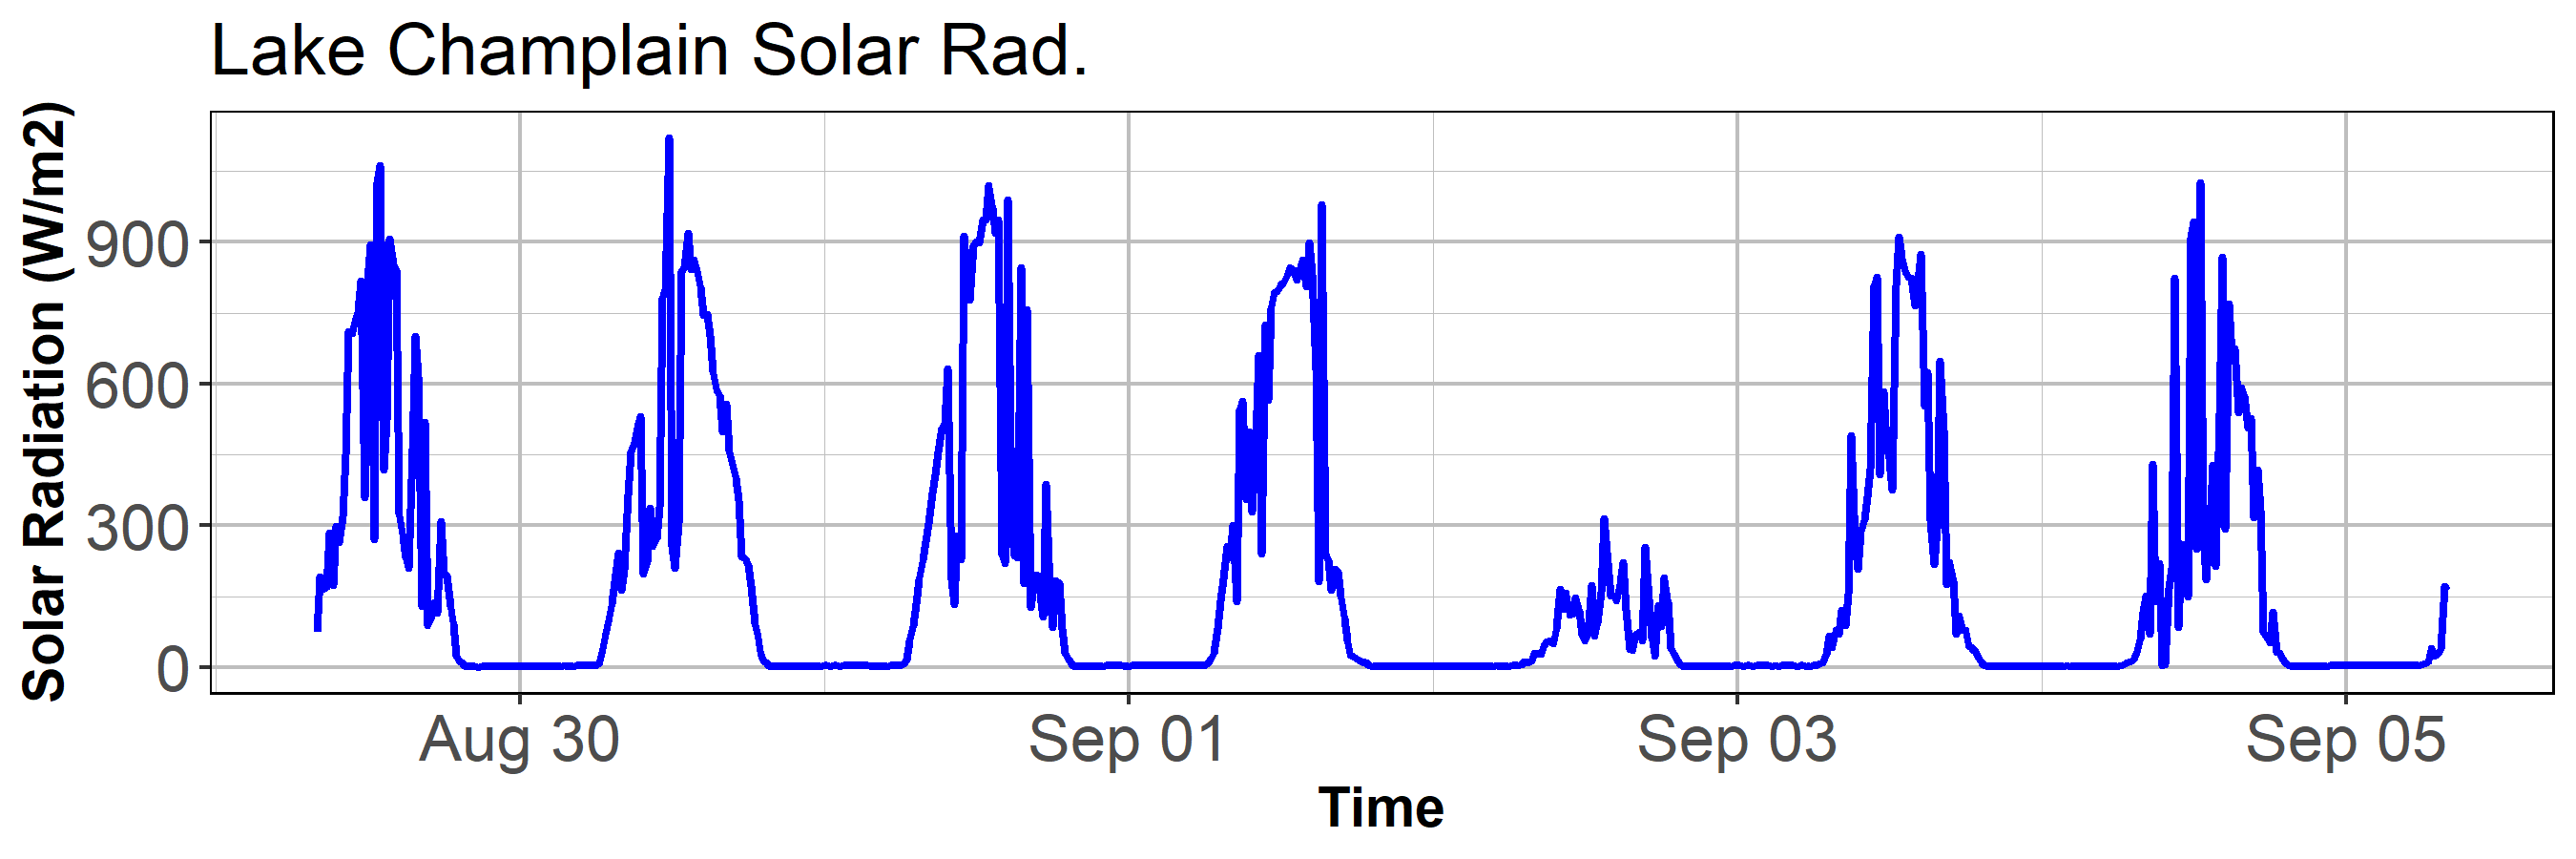 Lake Champlain Solar Rad.
Solar Radiation (W/m2)
900
600
300
0
Aug 30 Sep 01 Sep 03 Sep 05
Time